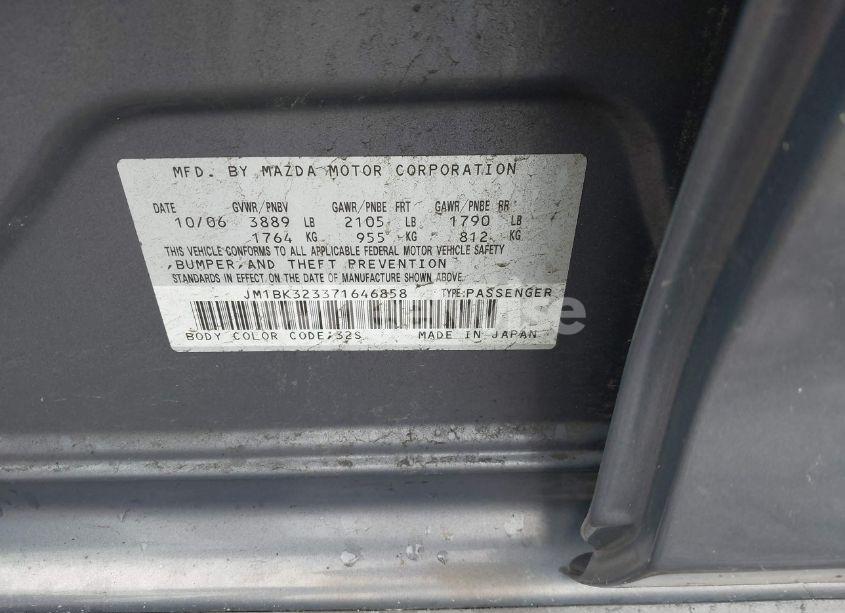 MFD. BY MAZDA MOTOR CORPORATION
DATE GVWR/PNBV GAWR/PNBE FRT GAWR/PNBE RR
10/06 3889 LB 2105 LB 1790 LB
1764 KG 955 KG 812 KG
THIS VEHICLE CONFORMS TO ALL APPLICABLE FEDERAL MOTOR VEHICLE SAFETY
,BUMPER,AND THEFT PREVENTION
STANDARDS IN EFFECT ON THE DATE OF MANUFACTURE SHOWN ABOVE.
JM1BK323371646858 TYPE:PASSENGER
BODY COLOR CODE:32S MADE IN JAPAN